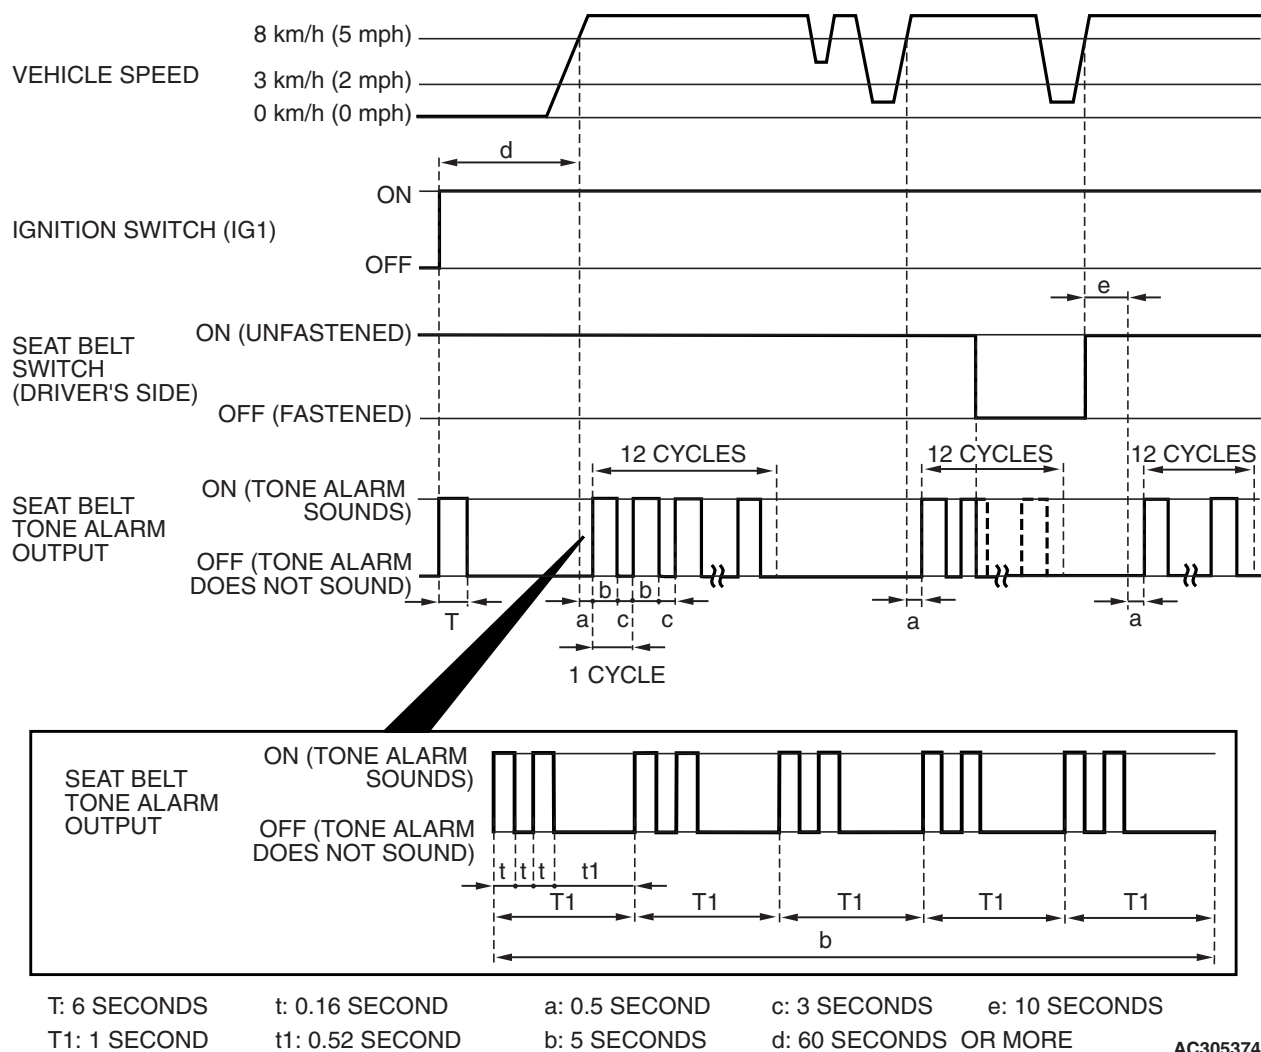 8 km/h (5 mph)
VEHICLE SPEED
3 km/h (2 mph)
0 km/h (0 mph)
d
ON
IGNITION SWITCH (IG1)
OFF
e
ON (UNFASTENED)
SEAT BELT
SWITCH
(DRIVER'S SIDE)
OFF (FASTENED)
12 CYCLES
12 CYCLES
12 CYCLES
ON (TONE ALARM
SOUNDS)
SEAT BELT
TONE ALARM
OUTPUT
OFF (TONE ALARM
DOES NOT SOUND)
T
a
b
c
b
c
a
a
1 CYCLE
ON (TONE ALARM
SOUNDS)
SEAT BELT
TONE ALARM
OUTPUT
OFF (TONE ALARM
DOES NOT SOUND)
t t t t1
T1 T1 T1 T1 T1
b
T: 6 SECONDS t: 0.16 SECOND a: 0.5 SECOND c: 3 SECONDS e: 10 SECONDS
T1: 1 SECOND t1: 0.52 SECOND b: 5 SECONDS d: 60 SECONDS OR MORE
AC305374